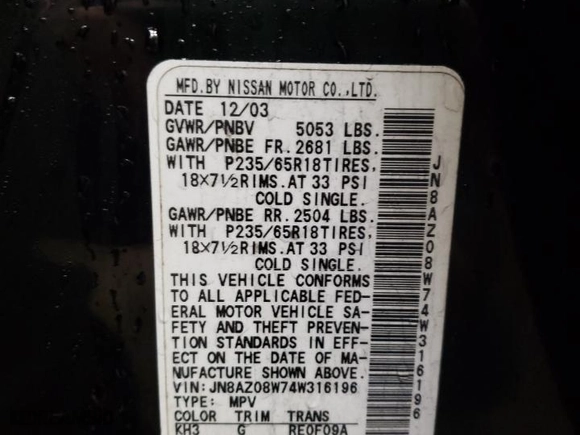 MFD.BY NISSAN MOTOR CO.,LTD.
DATE 12/03
GVWR/PNBV 5053 LBS.
GAWR/PNBE FR. 2681 LBS.
WITH P235/65R18TIRES,
18×7½RIMS.AT 33 PSI
COLD SINGLE.
GAWR/PNBE RR. 2504 LBS.
WITH P235/65R18TIRES,
18×7½RIMS.AT 33 PSI
COLD SINGLE.
THIS VEHICLE CONFORMS
TO ALL APPLICABLE FED-
ERAL MOTOR VEHICLE SA-
FETY AND THEFT PREVEN-
TION STANDARDS IN EFF-
ECT ON THE DATE OF MA-
NUFACTURE SHOWN ABOVE.
VIN: JN8AZ08W74W316196
TYPE: MPV
COLOR TRIM TRANS
KH3 G RE0F09A
JN8AZ08W74W316196